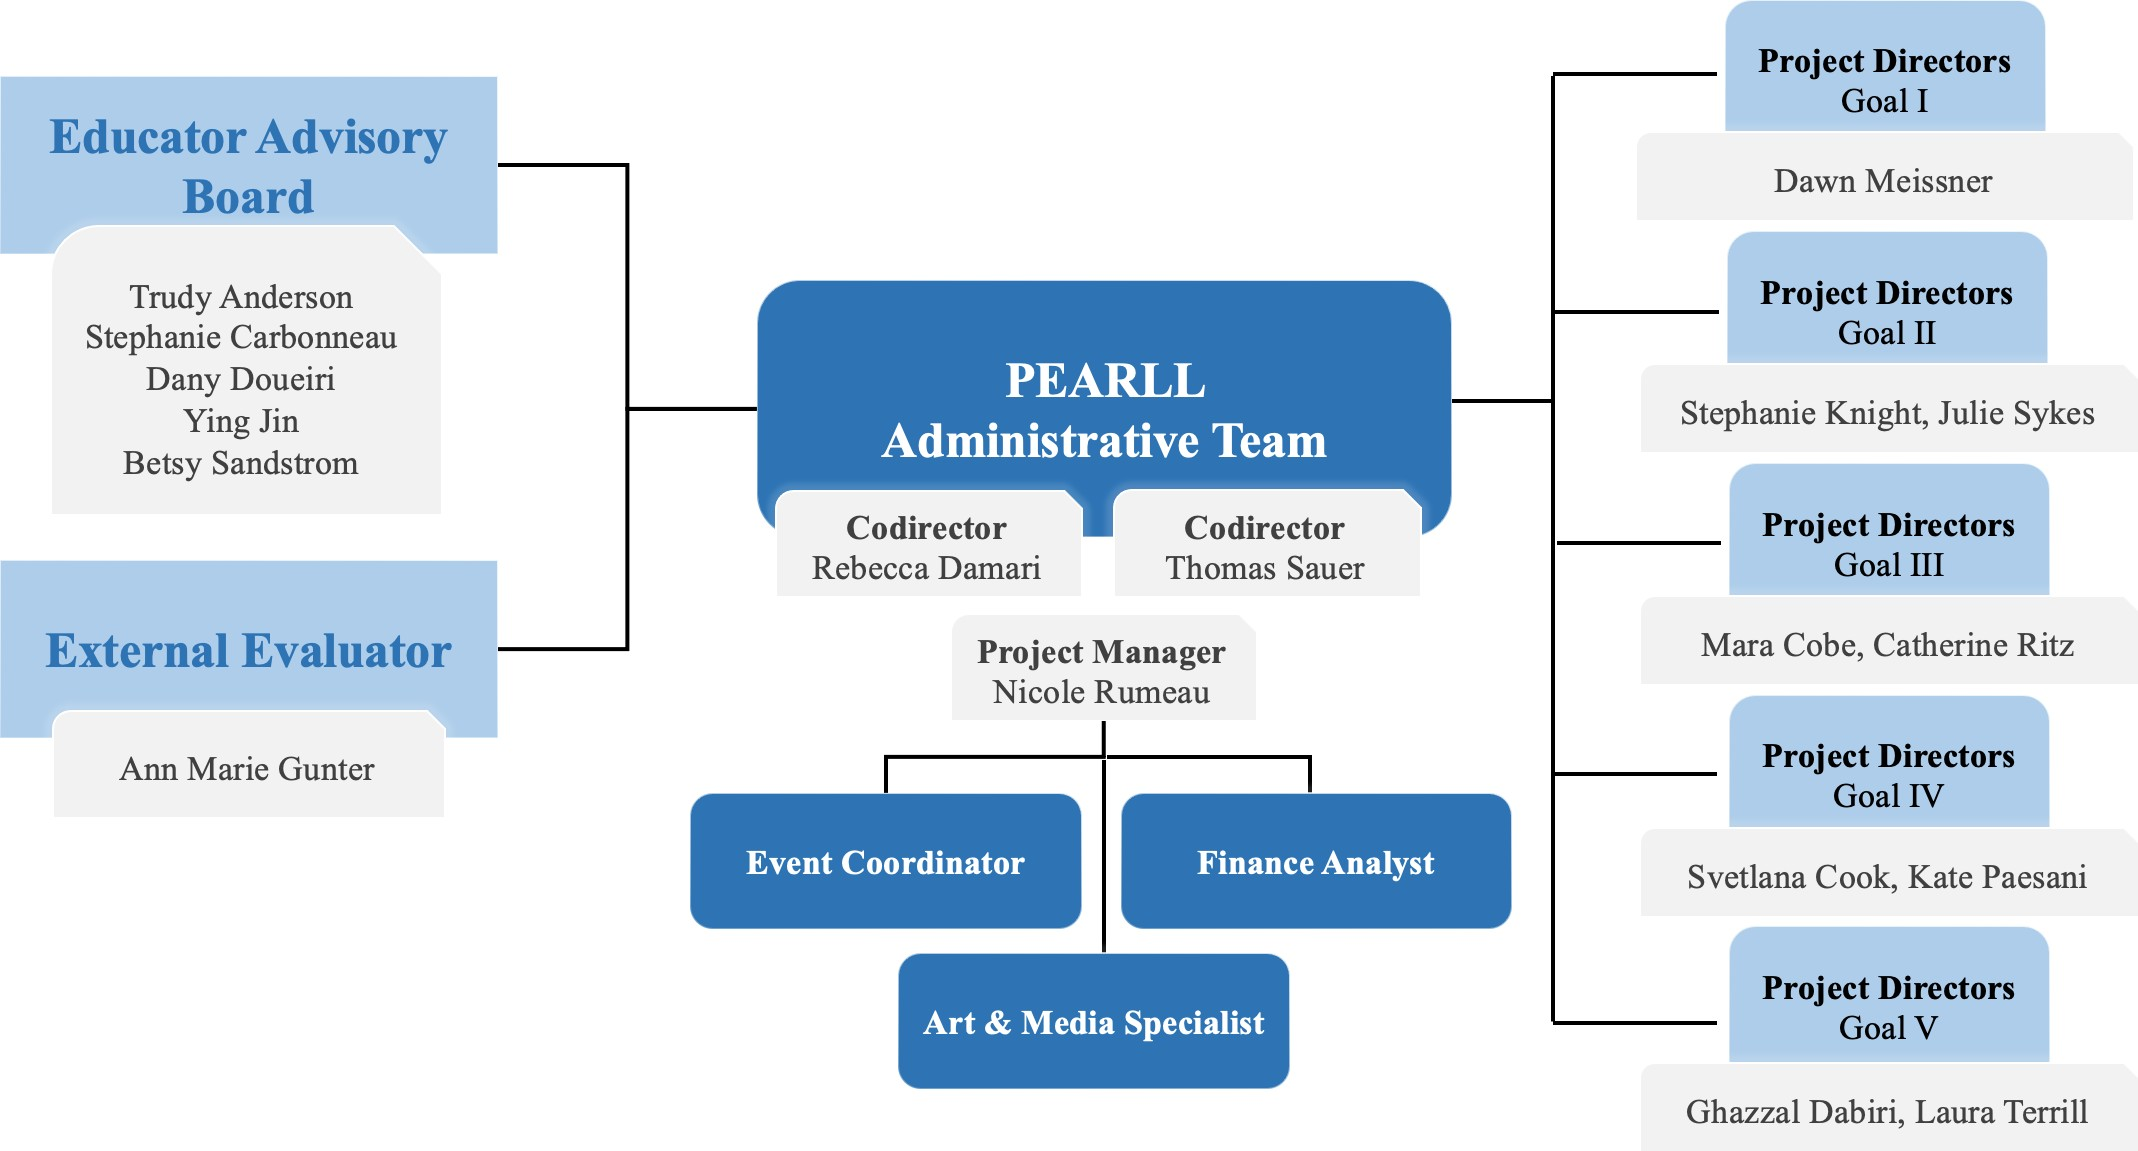 Educator Advisory
Board
Trudy Anderson
Stephanie Carbonneau
Dany Doueiri
Ying Jin
Betsy Sandstrom
External Evaluator
Ann Marie Gunter
PEARLL
Administrative Team
Codirector
Rebecca Damari
Codirector
Thomas Sauer
Project Manager
Nicole Rumeau
Event Coordinator
Finance Analyst
Art & Media Specialist
Project Directors
Goal I
Dawn Meissner
Project Directors
Goal II
Stephanie Knight, Julie Sykes
Project Directors
Goal III
Mara Cobe, Catherine Ritz
Project Directors
Goal IV
Svetlana Cook, Kate Paesani
Project Directors
Goal V
Ghazzal Dabiri, Laura Terrill